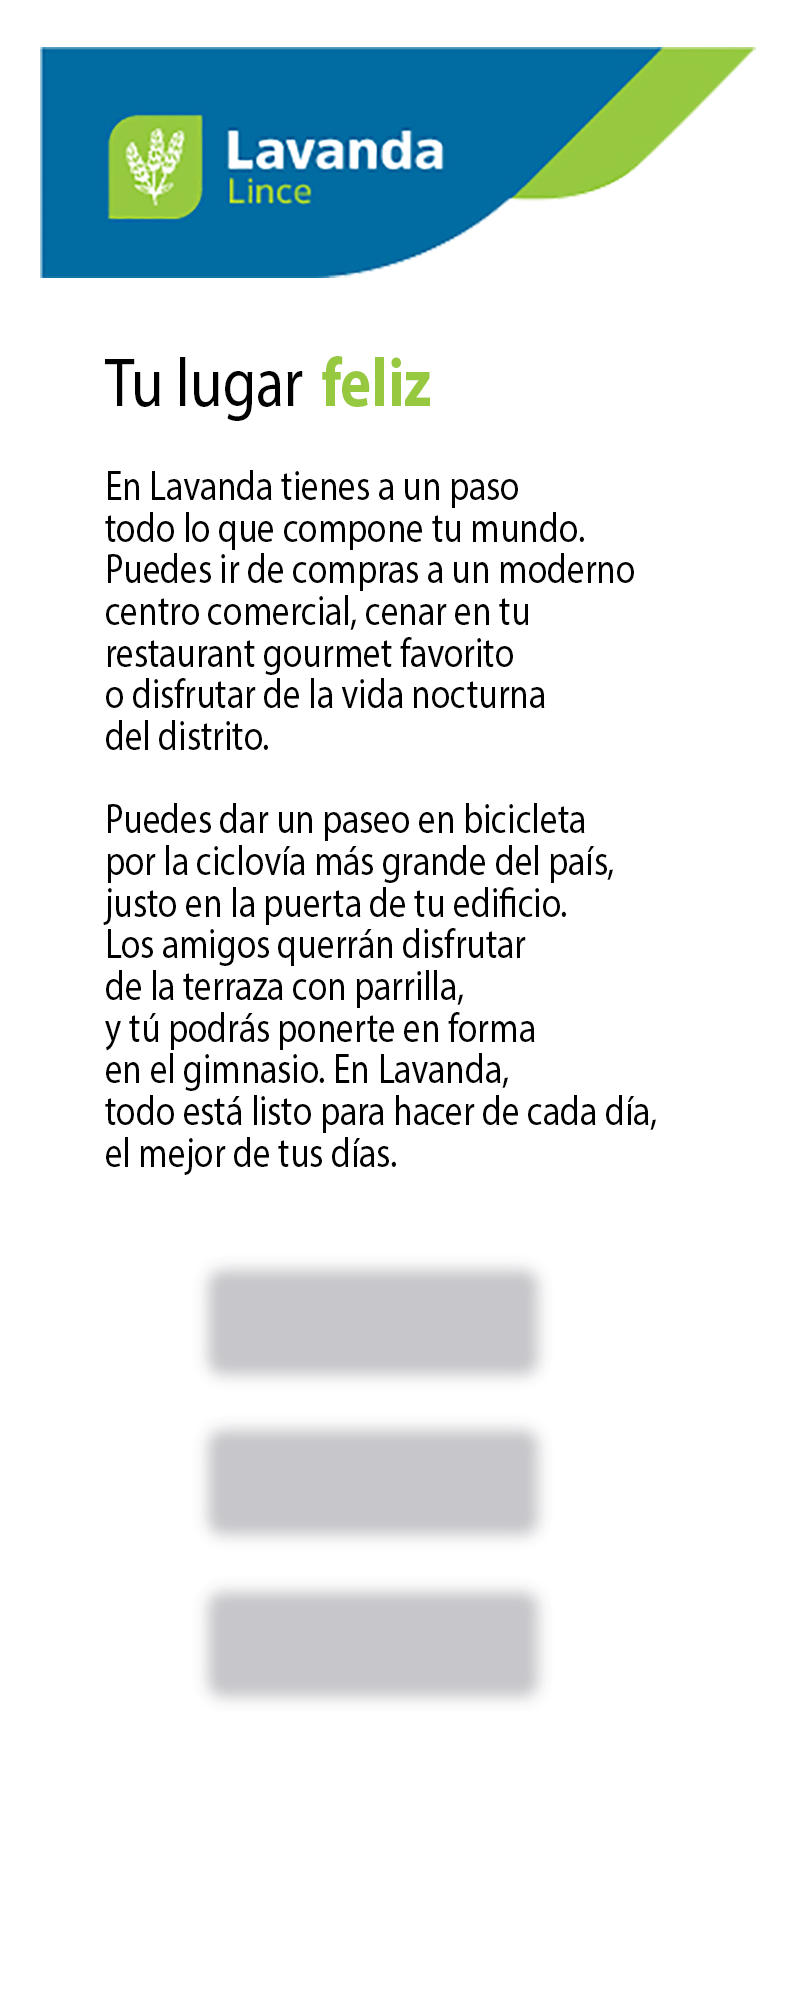 Lavanda
Lince
Tu lugar feliz
En Lavanda tienes a un paso
todo lo que compone tu mundo.
Puedes ir de compras a un moderno
centro comercial, cenar en tu
restaurant gourmet favorito
o disfrutar de la vida nocturna
del distrito.
Puedes dar un paseo en bicicleta
por la ciclovía más grande del país,
justo en la puerta de tu edificio.
Los amigos querrán disfrutar
de la terraza con parrilla,
y tú podrás ponerte en forma
en el gimnasio. En Lavanda,
todo está listo para hacer de cada día,
el mejor de tus días.